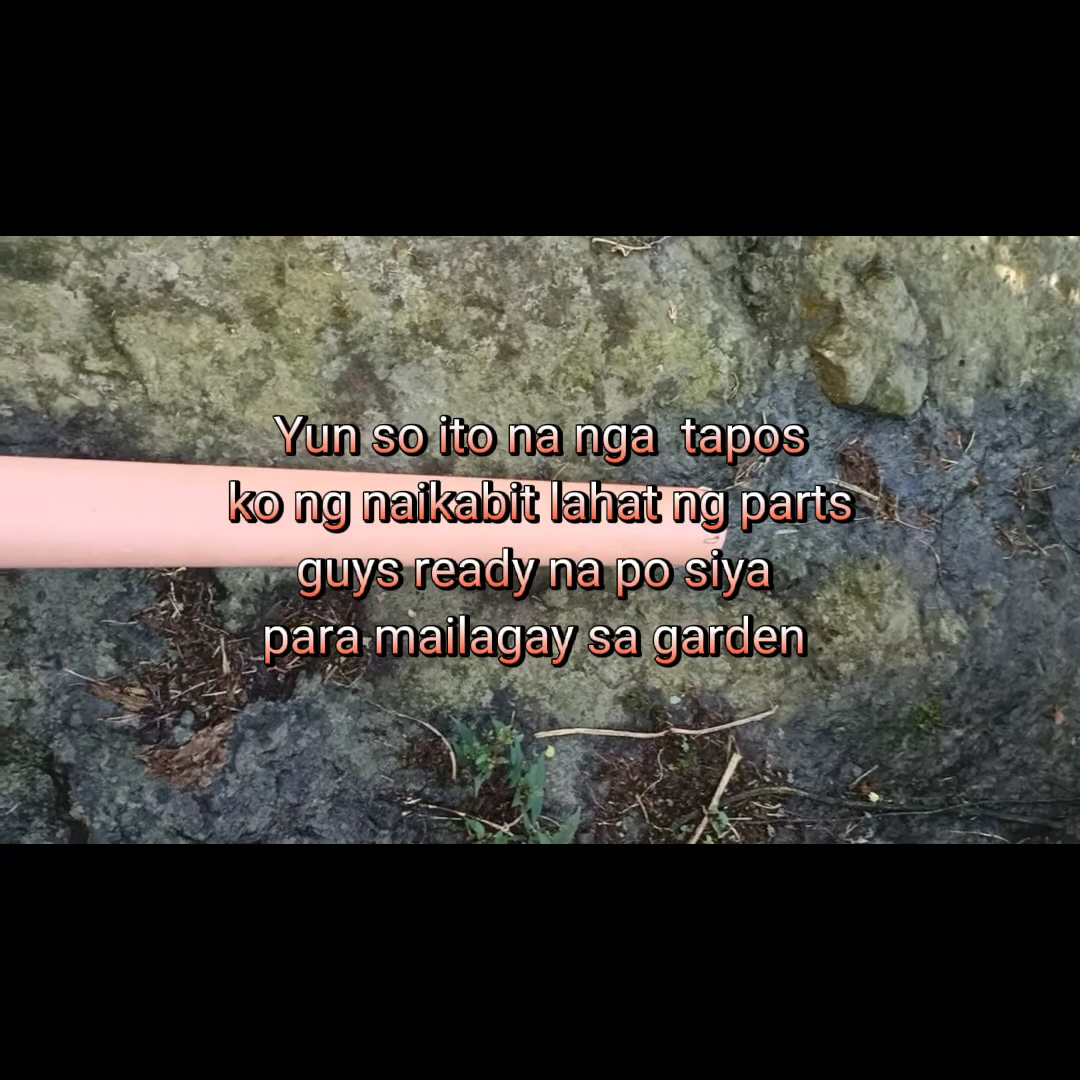 Yun so ito na nga tapos
ko ng naikabit lahat ng parts
guys ready na po siya
para mailagay sa garden